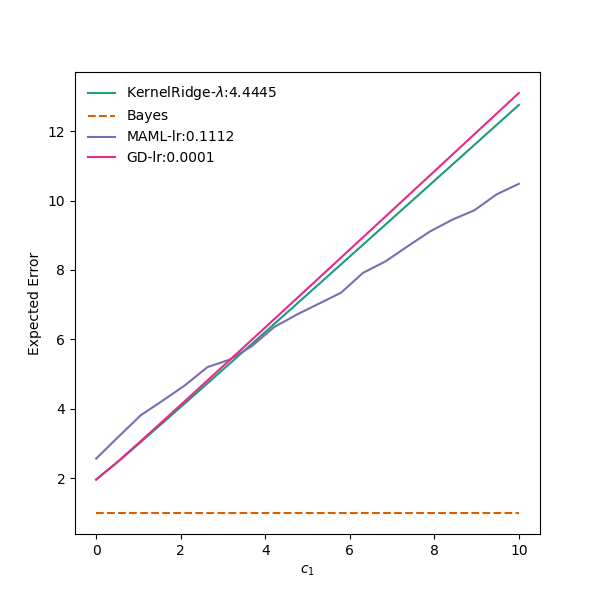 KernelRidge-λ:4.4445
Bayes
MAML-lr:0.1112
GD-lr:0.0001
Expected Error
12
10
8
6
4
2
0 2 4 6 8 10
c₁